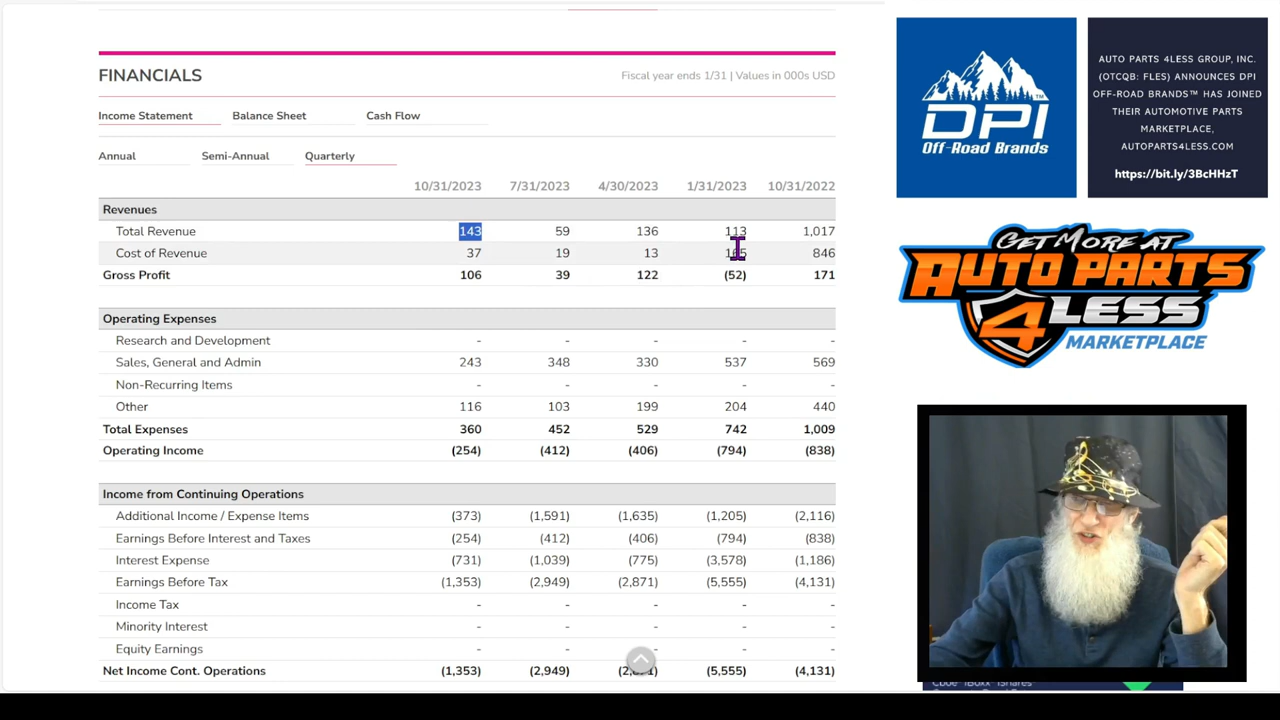 FINANCIALS
Fiscal year ends 1/31 | Values in 000s USD
Income Statement Balance Sheet Cash Flow
Annual Semi-Annual Quarterly
10/31/2023 7/31/2023 4/30/2023 1/31/2023 10/31/2022
Revenues
Total Revenue 143 59 136 113 1,017
Cost of Revenue 37 19 13 846
Gross Profit 106 39 122 (52) 171
Operating Expenses
Research and Development - - - - -
Sales, General and Admin 243 348 330 537 569
Non-Recurring Items - - - - -
Other 116 103 199 204 440
Total Expenses 360 452 529 742 1,009
Operating Income (254) (412) (406) (794) (838)
Income from Continuing Operations
Additional Income / Expense Items (373) (1,591) (1,635) (1,205) (2,116)
Earnings Before Interest and Taxes (254) (412) (406) (794) (838)
Interest Expense (731) (1,039) (775) (3,578) (1,186)
Earnings Before Tax (1,353) (2,949) (2,871) (5,555) (4,131)
Income Tax - - - - -
Minority Interest - - - - -
Equity Earnings - - - - -
Net Income Cont. Operations (1,353) (2,949) (5,555) (4,131)
DPI
Off-Road Brands™
AUTO PARTS 4LESS GROUP, INC.
(OTCQB: FLES) ANNOUNCES DPI
OFF-ROAD BRANDS™ HAS JOINED
THEIR AUTOMOTIVE PARTS
MARKETPLACE,
AUTOPARTS4LESS.COM
https://bit.ly/3BcHHzT
GET MORE AT
AUTO PARTS
4LESS
MARKETPLACE